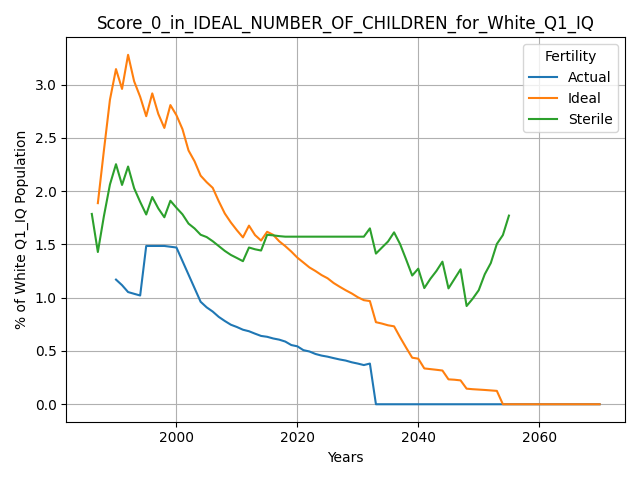 Score_0_in_IDEAL_NUMBER_OF_CHILDREN_for_White_Q1_IQ
Fertility
Actual
Ideal
Sterile
% of White Q1_IQ Population
3.0
2.5
2.0
1.5
1.0
0.5
0.0
2000 2020 2040 2060
Years